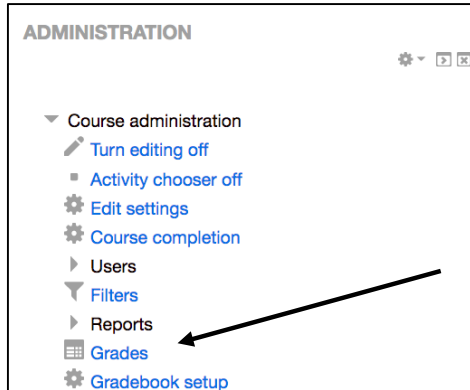 ADMINISTRATION
Course administration
Turn editing off
Activity chooser off
Edit settings
Course completion
Users
Filters
Reports
Grades
Gradebook setup